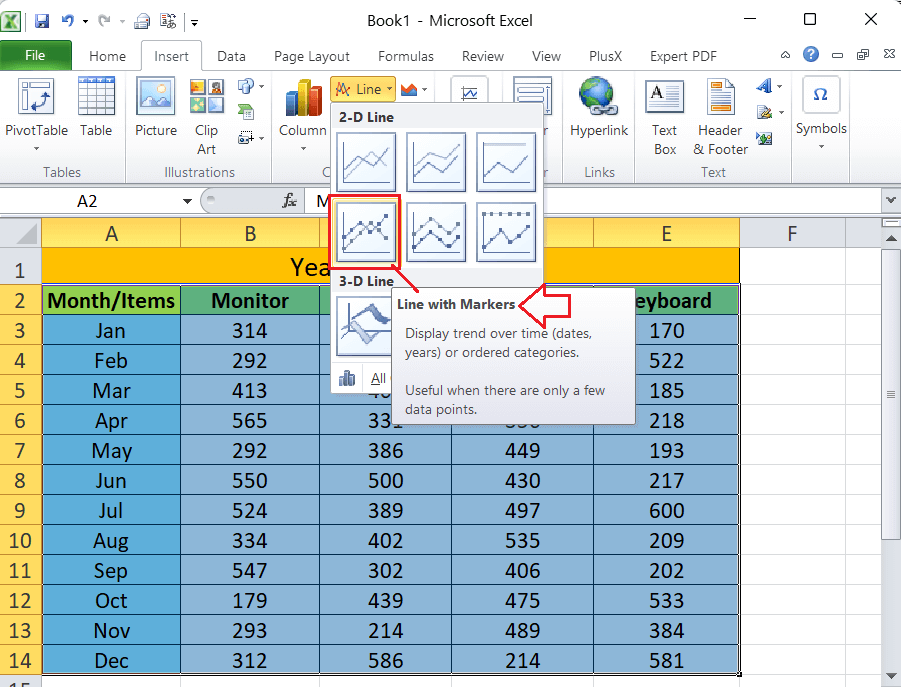 Book1 - Microsoft Excel
File Home Insert Data Page Layout Formulas Review View PlusX Expert PDF
PivotTable Table Picture Clip Art Column Line Hyperlink Text Box Header & Footer Symbols
Tables Illustrations Links Text
A2 fx M
2-D Line
3-D Line
All
Line with Markers
Display trend over time (dates,
years) or ordered categories.
Useful when there are only a few
data points.
A B E F
1 Yea
2 Month/Items Monitor eyboard
3 Jan 314 170
4 Feb 292 522
5 Mar 413 185
6 Apr 565 218
7 May 292 386 449 193
8 Jun 550 500 430 217
9 Jul 524 389 497 600
10 Aug 334 402 535 209
11 Sep 547 302 406 202
12 Oct 179 439 475 533
13 Nov 293 214 489 384
14 Dec 312 586 214 581